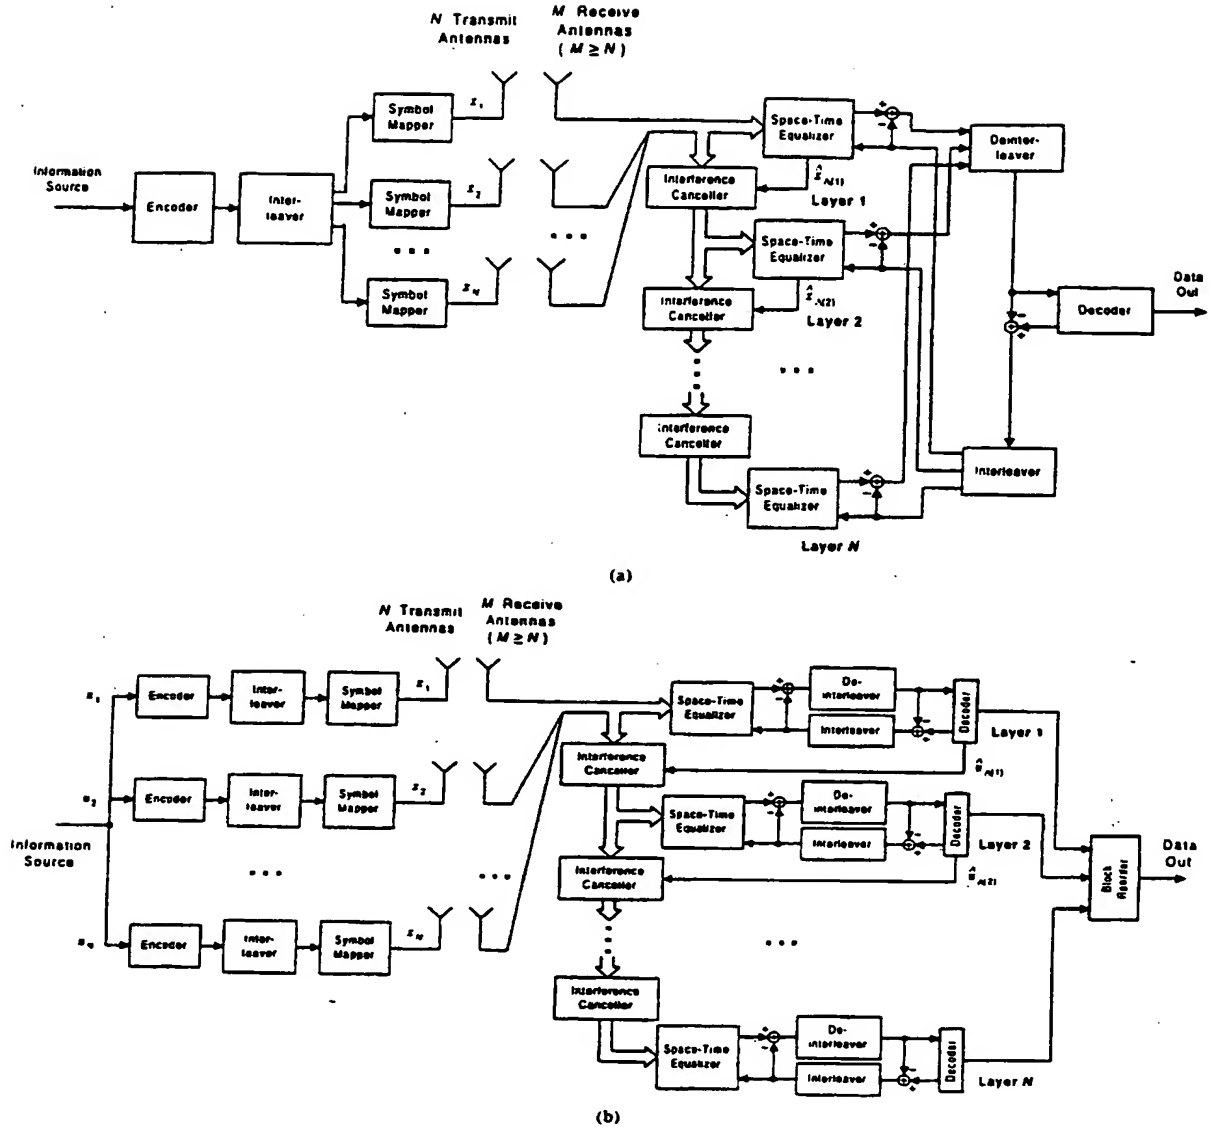 N Transmit
Antennas
M Receive
Antennas
( M ≥ N )
Information
Source
Encoder
Inter-
leaver
Symbol
Mapper
x1
Symbol
Mapper
x2
Symbol
Mapper
xN
Space-Time
Equalizer
+
−
Interference
Canceller
x̂Λ(1)
Layer 1
Space-Time
Equalizer
+
−
Interference
Canceller
x̂Λ(2)
Layer 2
Interference
Canceller
Space-Time
Equalizer
+
−
Layer N
Deinter-
leaver
Decoder
Data
Out
−
+
Interleaver
(a)
N Transmit
Antennas
M Receive
Antennas
( M ≥ N )
Information
Source
Encoder
Inter-
leaver
Symbol
Mapper
x1
Encoder
Inter-
leaver
Symbol
Mapper
x2
Encoder
Inter-
leaver
Symbol
Mapper
xN
Space-Time
Equalizer
+
−
De-
interleaver
Interleaver
−
+
Decoder
Layer 1
Interference
Canceller
Space-Time
Equalizer
+
−
De-
interleaver
Interleaver
−
+
Decoder
Layer 2
Interference
Canceller
Interference
Canceller
Space-Time
Equalizer
+
−
De-
interleaver
Interleaver
−
+
Decoder
Layer N
Block
Reorder
Data
Out
(b)